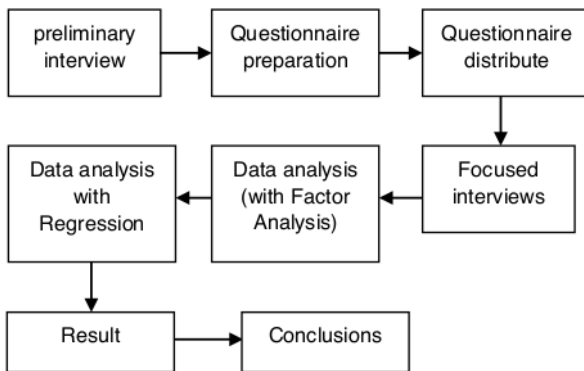 preliminary
interview
Questionnaire
preparation
Questionnaire
distribute
Focused
interviews
Data analysis
(with Factor
Analysis)
Data analysis
with
Regression
Result
Conclusions